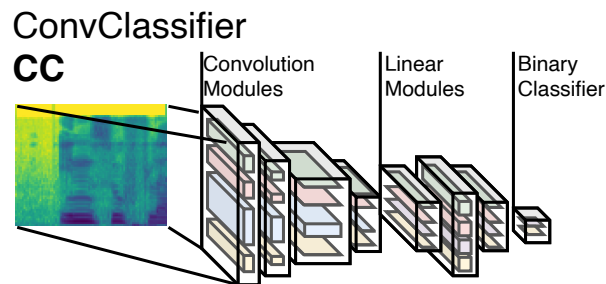 ConvClassifier
CC
Convolution
Modules
Linear
Modules
Binary
Classifier